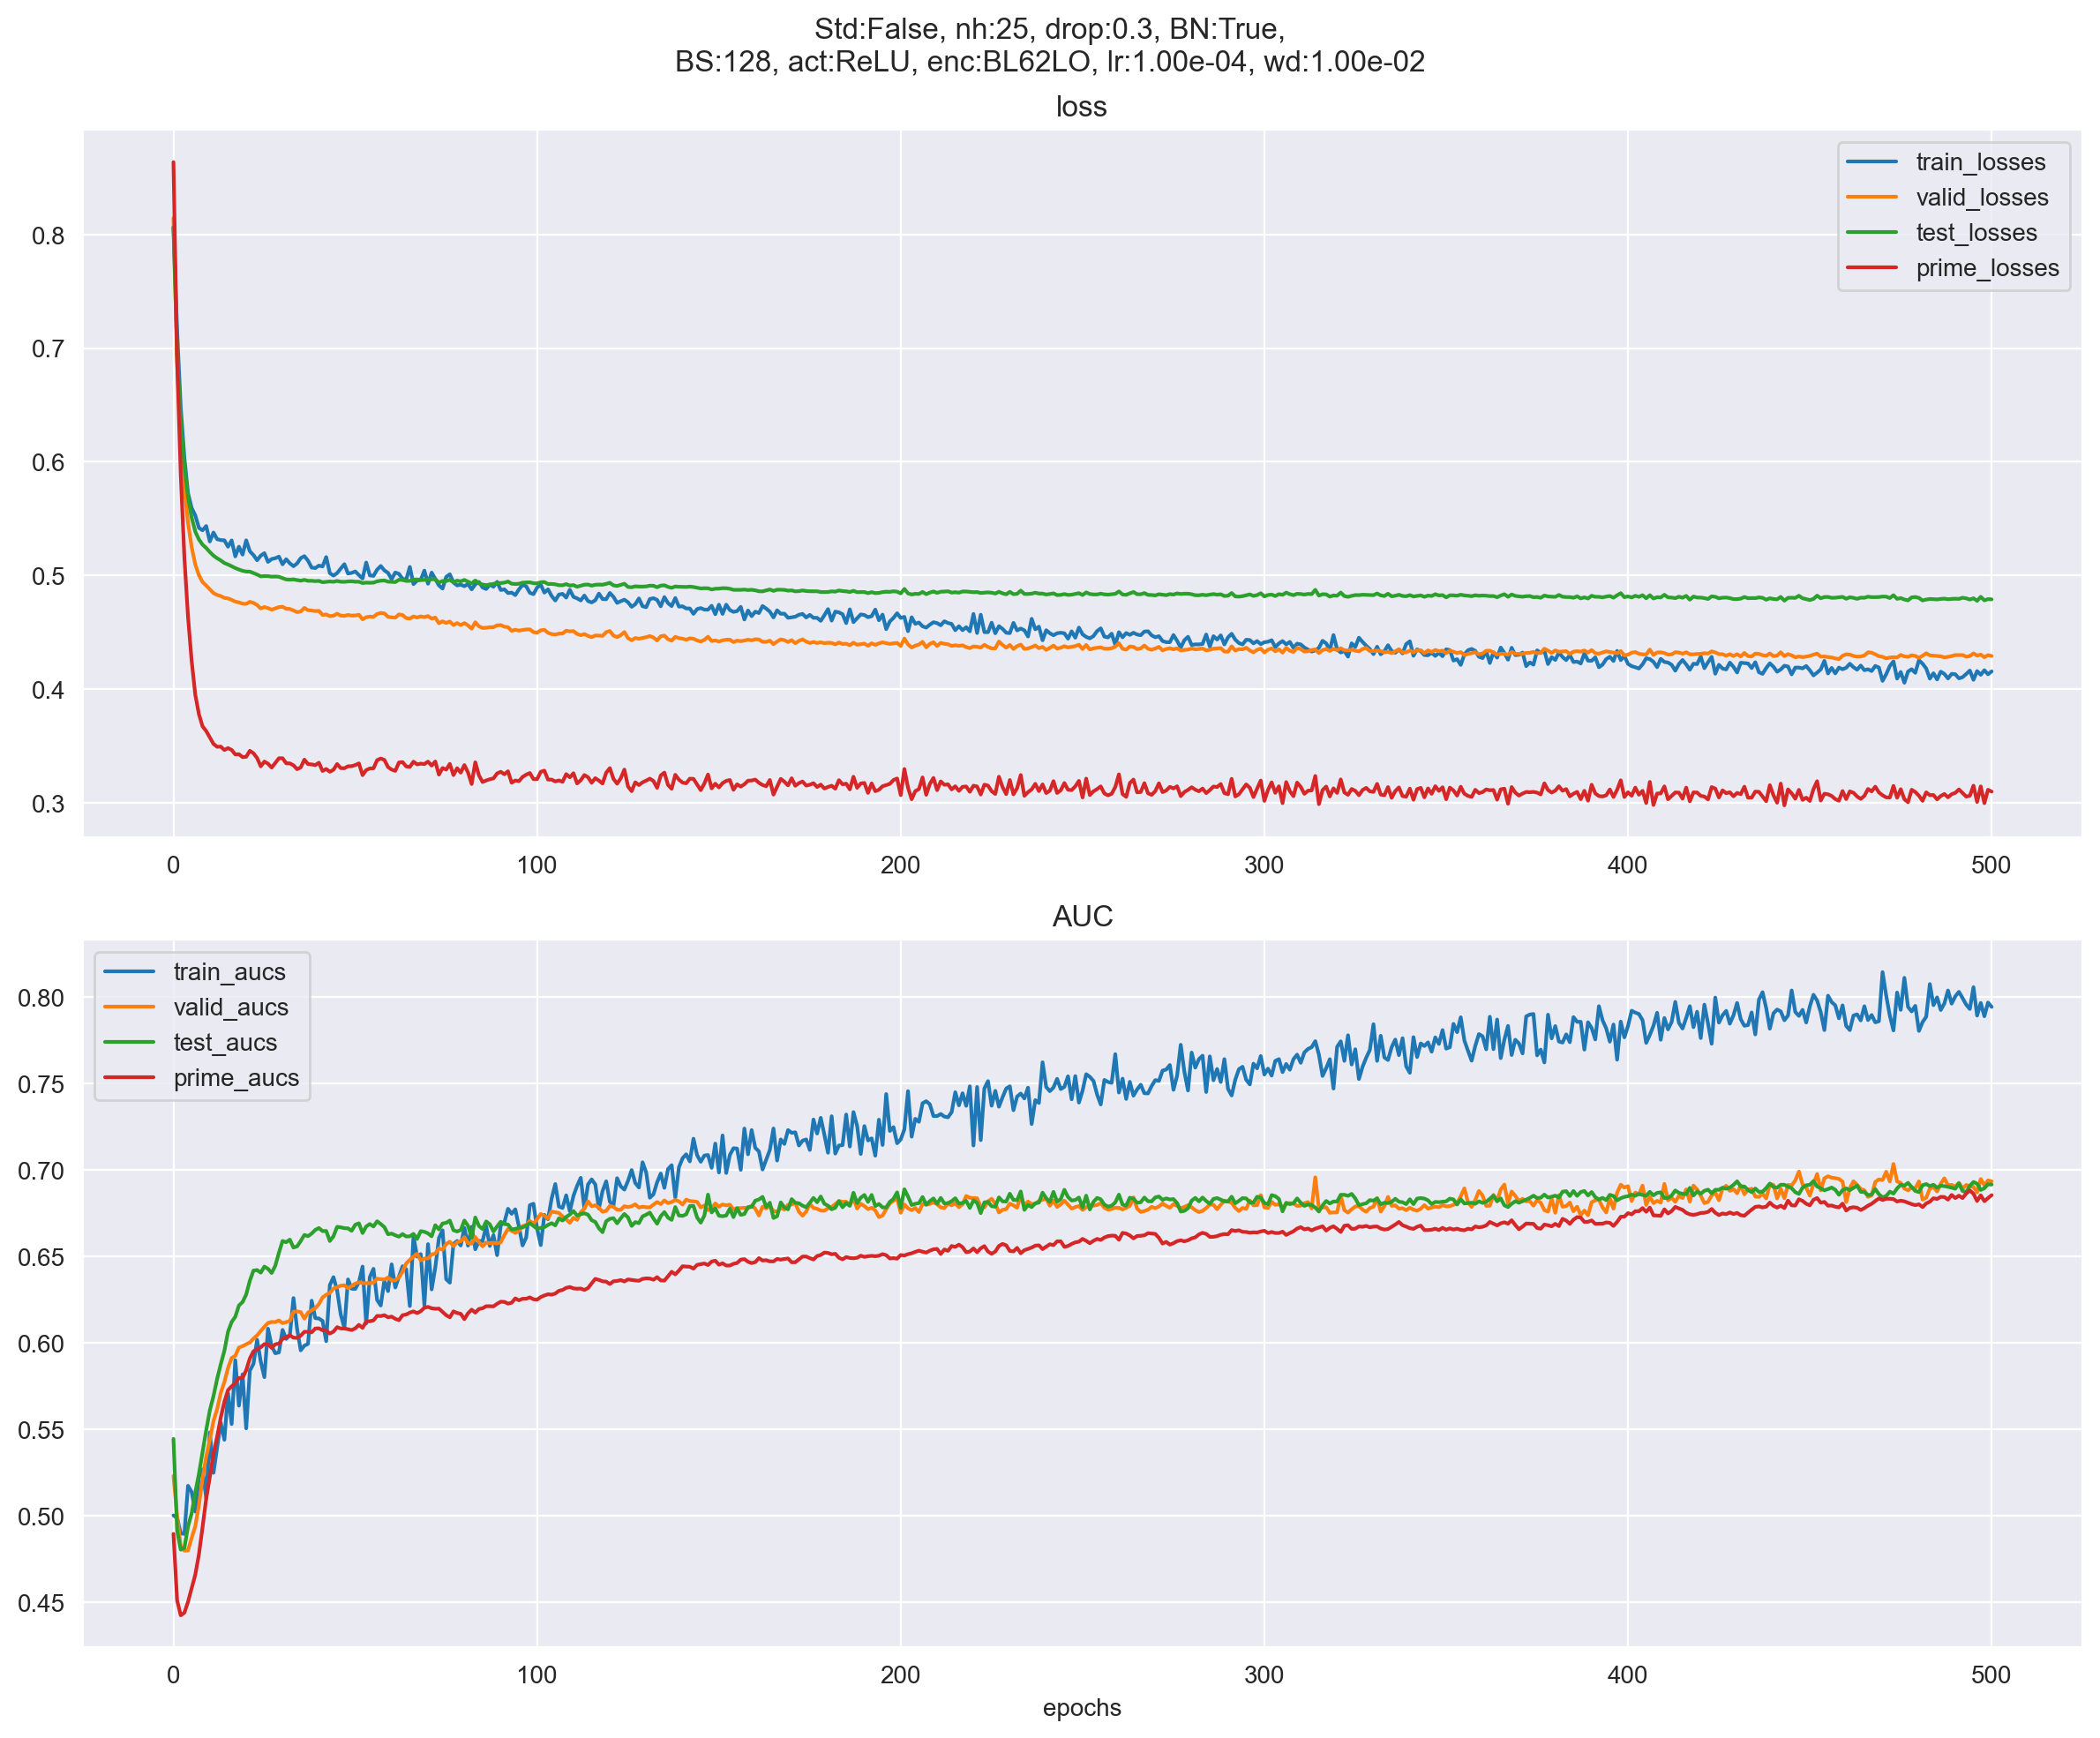 Std:False, nh:25, drop:0.3, BN:True,
BS:128, act:ReLU, enc:BL62LO, lr:1.00e-04, wd:1.00e-02
loss
train_losses
valid_losses
test_losses
prime_losses
0.8
0.7
0.6
0.5
0.4
0.3
0 100 200 300 400 500
AUC
train_aucs
valid_aucs
test_aucs
prime_aucs
0.80
0.75
0.70
0.65
0.60
0.55
0.50
0.45
0 100 200 300 400 500
epochs